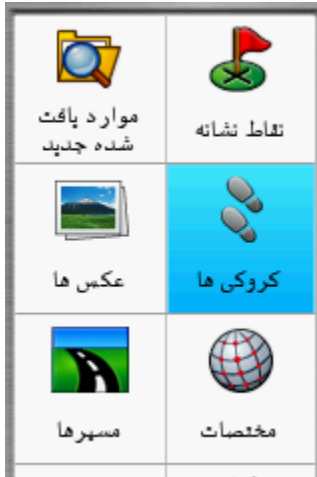 نقاط نشانه
موارد یافت
شده جدید
کروکی ها
عکس ها
مختصات
مسیرها